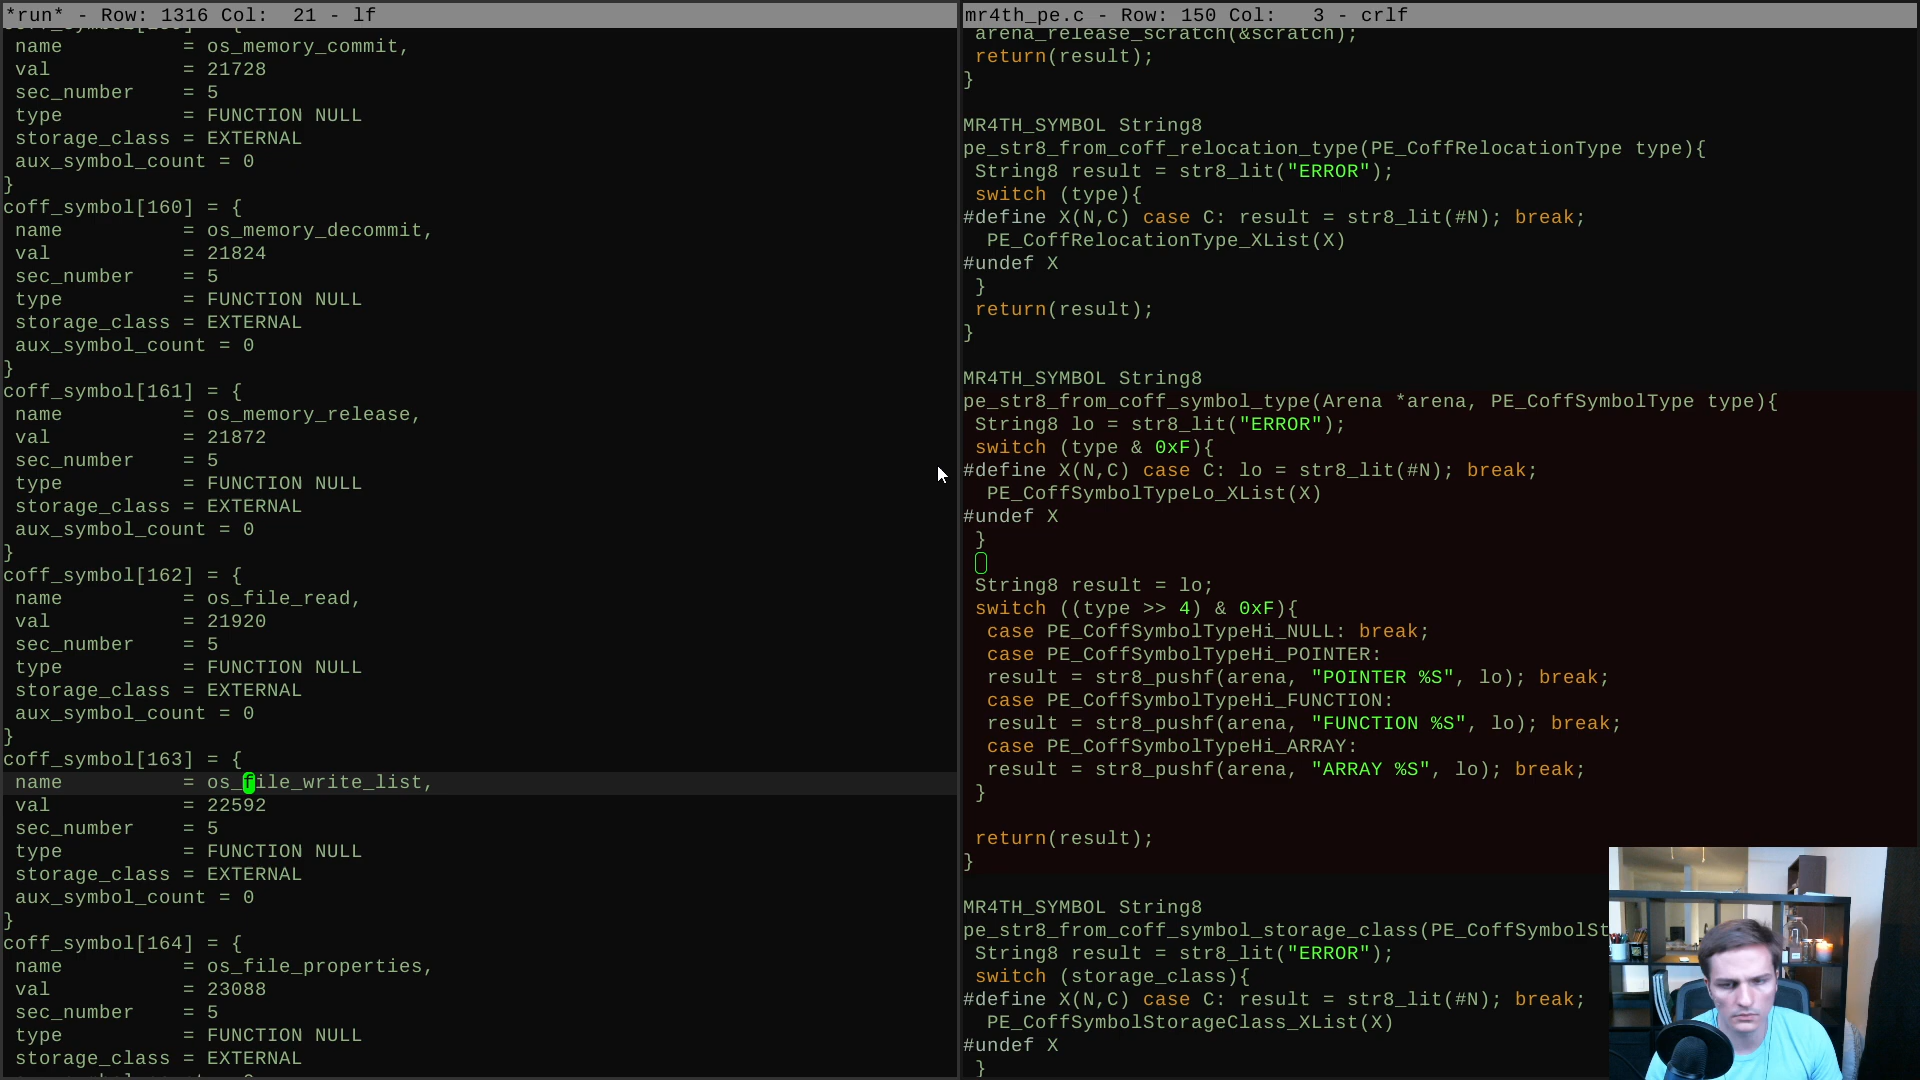 *run* - Row: 1316 Col:  21 - lf
 name            = os_memory_commit,
 val             = 21728
 sec_number      = 5
 type            = FUNCTION NULL
 storage_class = EXTERNAL
 aux_symbol_count = 0
}
coff_symbol[160] = {
 name            = os_memory_decommit,
 val             = 21824
 sec_number      = 5
 type            = FUNCTION NULL
 storage_class = EXTERNAL
 aux_symbol_count = 0
}
coff_symbol[161] = {
 name            = os_memory_release,
 val             = 21872
 sec_number      = 5
 type            = FUNCTION NULL
 storage_class = EXTERNAL
 aux_symbol_count = 0
}
coff_symbol[162] = {
 name            = os_file_read,
 val             = 21920
 sec_number      = 5
 type            = FUNCTION NULL
 storage_class = EXTERNAL
 aux_symbol_count = 0
}
coff_symbol[163] = {
 name            = os_file_write_list,
 val             = 22592
 sec_number      = 5
 type            = FUNCTION NULL
 storage_class = EXTERNAL
 aux_symbol_count = 0
}
coff_symbol[164] = {
 name            = os_file_properties,
 val             = 23088
 sec_number      = 5
 type            = FUNCTION NULL
 storage_class = EXTERNAL
mr4th_pe.c - Row: 150 Col:   3 - crlf
 arena_release_scratch(&scratch);
 return(result);
}
MR4TH_SYMBOL String8
pe_str8_from_coff_relocation_type(PE_CoffRelocationType type){
 String8 result = str8_lit("ERROR");
 switch (type){
#define X(N,C) case C: result = str8_lit(#N); break;
  PE_CoffRelocationType_XList(X)
#undef X
 }
 return(result);
}
MR4TH_SYMBOL String8
pe_str8_from_coff_symbol_type(Arena *arena, PE_CoffSymbolType type){
 String8 lo = str8_lit("ERROR");
 switch (type & 0xF){
#define X(N,C) case C: lo = str8_lit(#N); break;
  PE_CoffSymbolTypeLo_XList(X)
#undef X
 }
 String8 result = lo;
 switch ((type >> 4) & 0xF){
  case PE_CoffSymbolTypeHi_NULL: break;
  case PE_CoffSymbolTypeHi_POINTER:
  result = str8_pushf(arena, "POINTER %S", lo); break;
  case PE_CoffSymbolTypeHi_FUNCTION:
  result = str8_pushf(arena, "FUNCTION %S", lo); break;
  case PE_CoffSymbolTypeHi_ARRAY:
  result = str8_pushf(arena, "ARRAY %S", lo); break;
 }
 return(result);
}
MR4TH_SYMBOL String8
pe_str8_from_coff_symbol_storage_class(PE_CoffSymbolSt
 String8 result = str8_lit("ERROR");
 switch (storage_class){
#define X(N,C) case C: result = str8_lit(#N); break;
  PE_CoffSymbolStorageClass_XList(X)
#undef X
 }